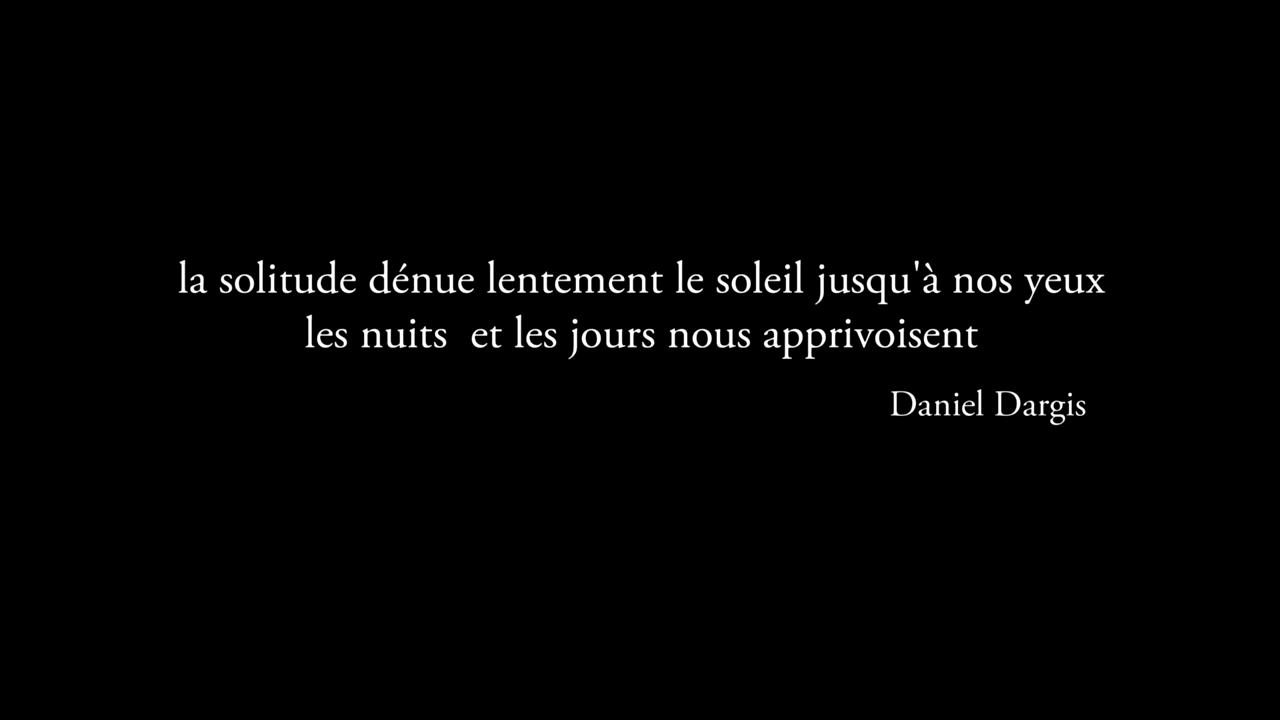 la solitude dénue lentement le soleil jusqu'à nos yeux
les nuits  et les jours nous apprivoisent
Daniel Dargis